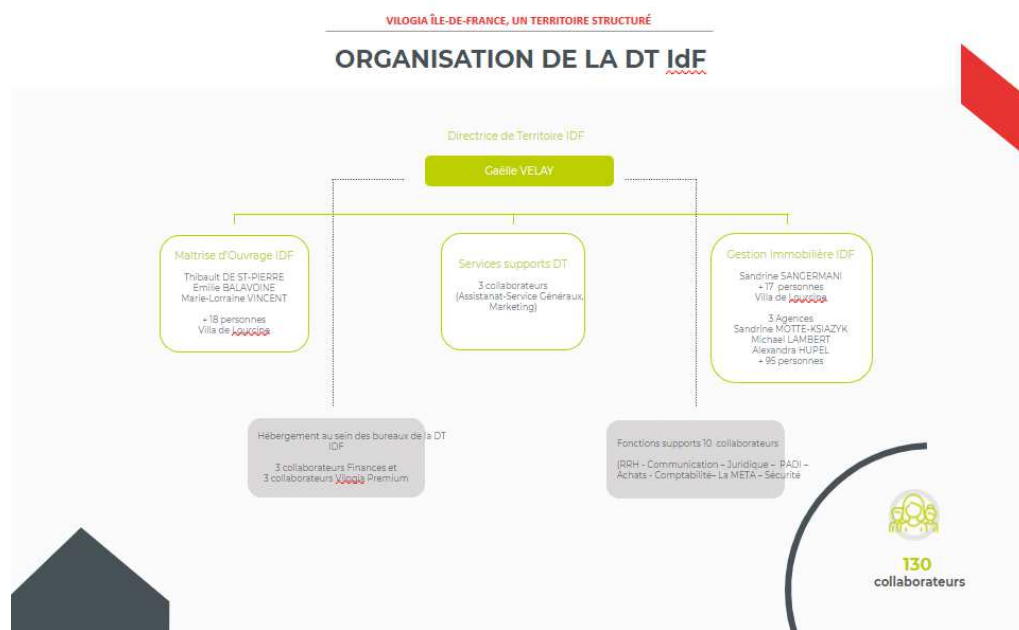 VILOGIA ÎLE-DE-FRANCE, UN TERRITOIRE STRUCTURÉ
ORGANISATION DE LA DT IdF
Directrice de Territoire IDF
Gaëlle VELAY
Maîtrise d'Ouvrage IDF
Thibault DE ST-PIERRE
Emilie BALAVOINE
Marie-Lorraine VINCENT
+ 18 personnes
Villa de Lourcine
Services supports DT
3 collaborateurs
(Assistanat-Service Généraux,
Marketing)
Gestion Immobilière IDF
Sandrine SANGERMANI
+ 17 personnes
Villa de Lourcine
3 Agences
Sandrine MOTTE-KSIAZYK
Michael LAMBERT
Alexandra HUPEL
+ 95 personnes
Hébergement au sein des bureaux de la DT
IDF
3 collaborateurs Finances et
3 collaborateurs Vilogia Premium
Fonctions supports 10 collaborateurs
(RRH - Communication – Juridique – PADI –
Achats - Comptabilité– La META – Sécurité
130
collaborateurs